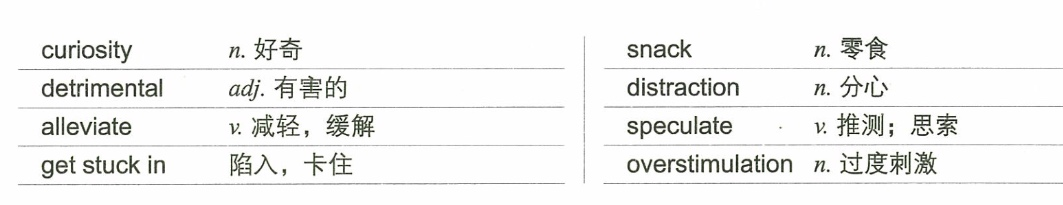 curiosity n. 好奇
detrimental adj. 有害的
alleviate v. 减轻，缓解
get stuck in 陷入，卡住
snack n. 零食
distraction n. 分心
speculate v. 推测；思索
overstimulation n. 过度刺激